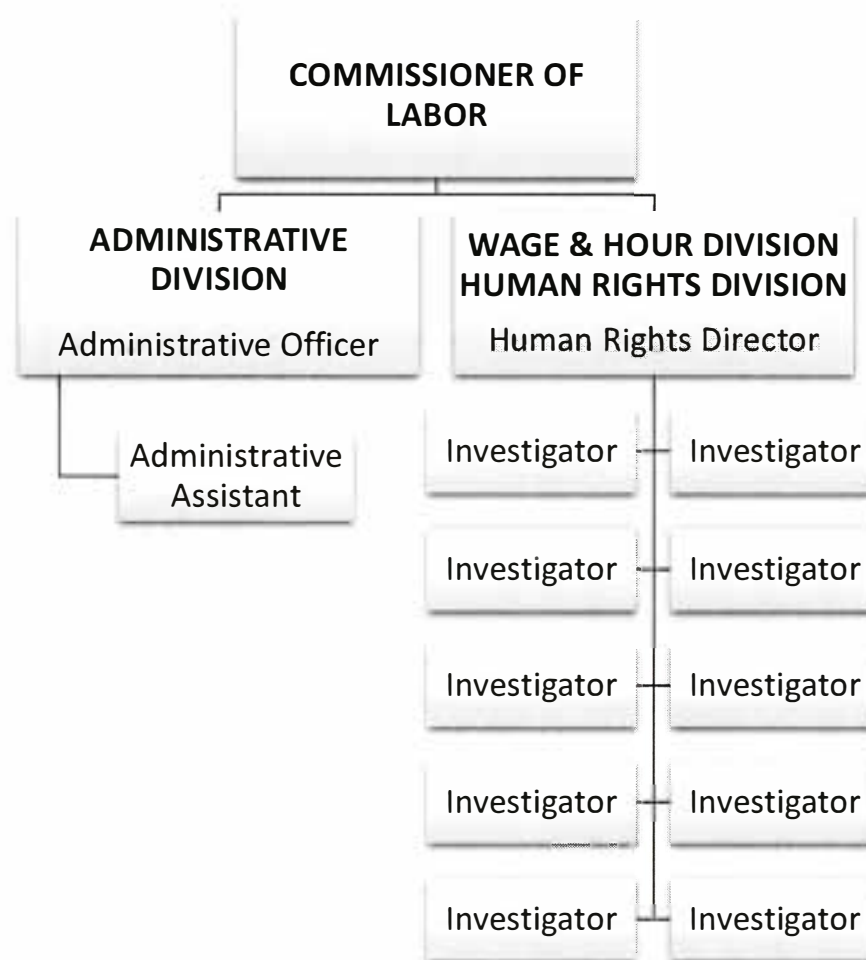 COMMISSIONER OF
LABOR
ADMINISTRATIVE
DIVISION
Administrative Officer
WAGE & HOUR DIVISION
HUMAN RIGHTS DIVISION
Human Rights Director
Administrative
Assistant
Investigator
Investigator
Investigator
Investigator
Investigator
Investigator
Investigator
Investigator
Investigator
Investigator